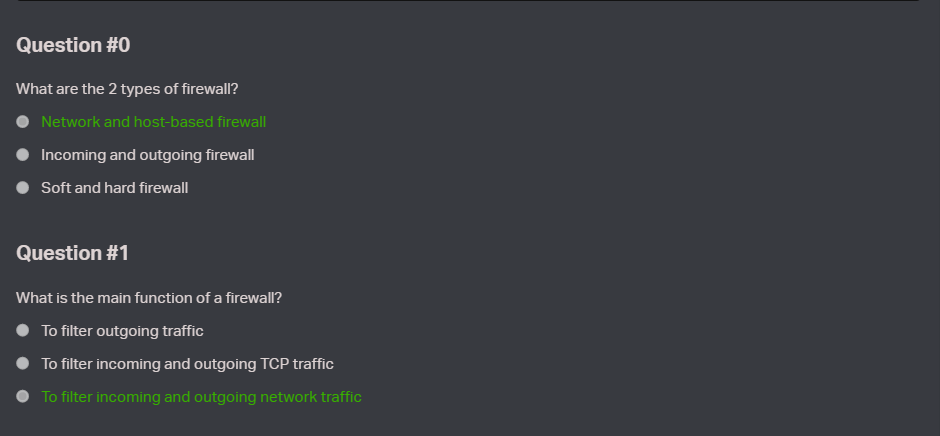 Question #0
What are the 2 types of firewall?
Network and host-based firewall
Incoming and outgoing firewall
Soft and hard firewall
Question #1
What is the main function of a firewall?
To filter outgoing traffic
To filter incoming and outgoing TCP traffic
To filter incoming and outgoing network traffic